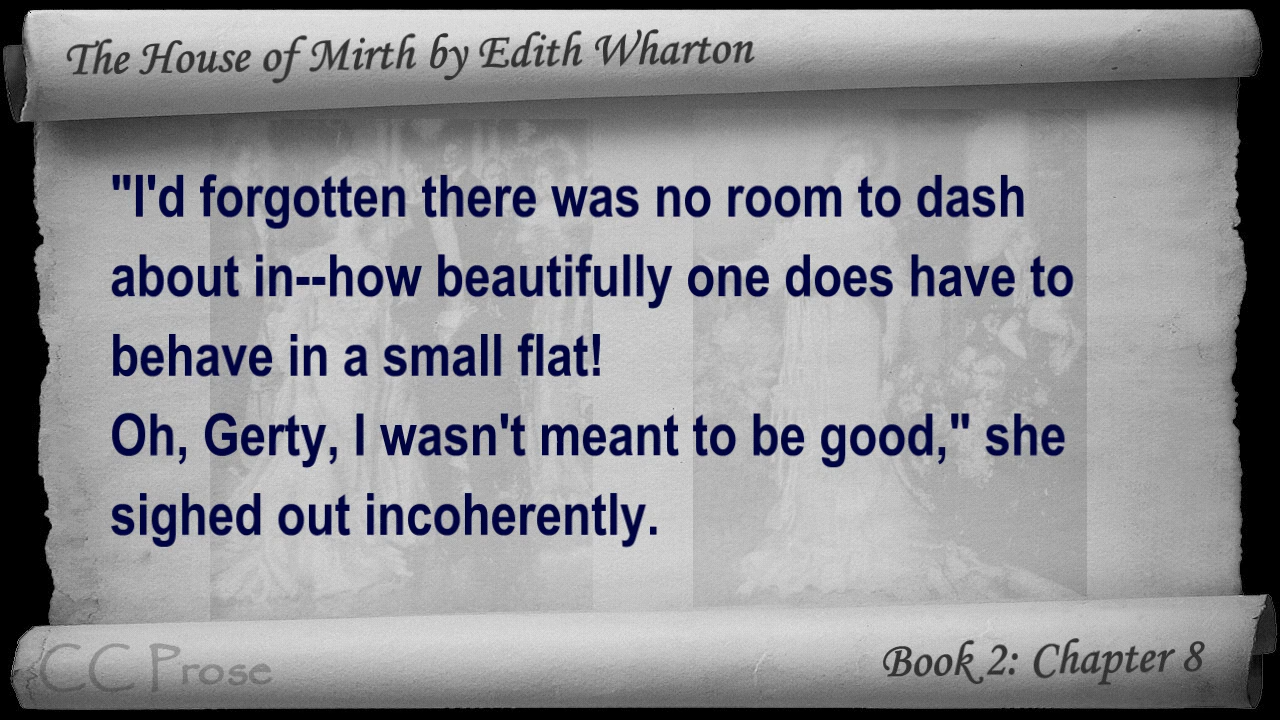 The House of Mirth by Edith Wharton
"I'd forgotten there was no room to dash
about in--how beautifully one does have to
behave in a small flat!
Oh, Gerty, I wasn't meant to be good," she
sighed out incoherently.
CC Prose
Book 2: Chapter 8